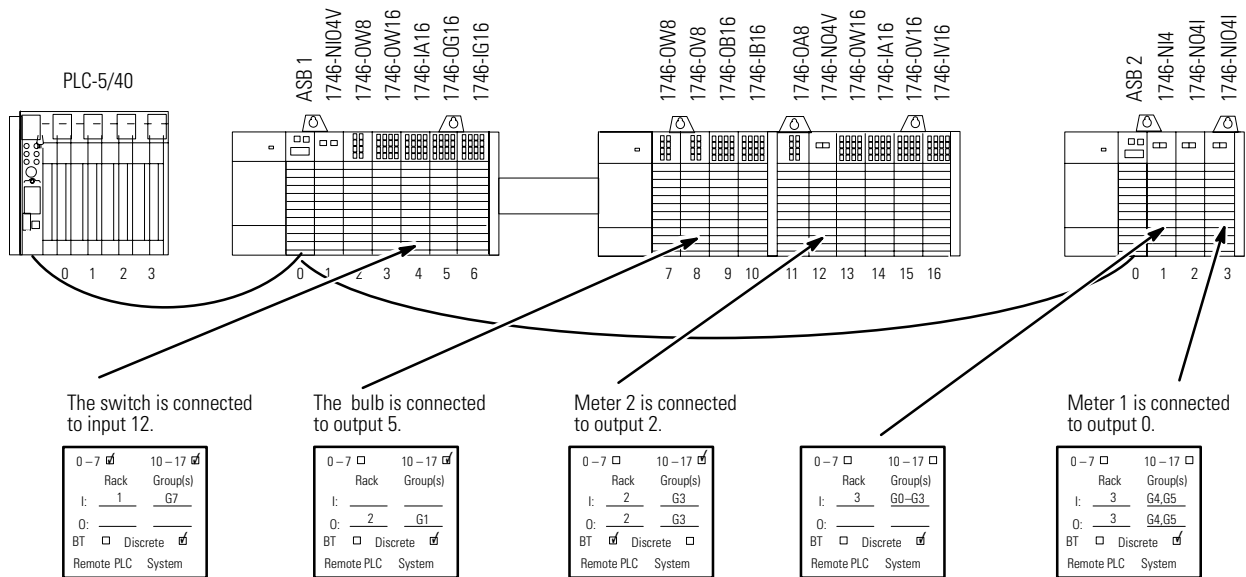 PLC-5/40
ASB 1
1746-NIO4V
1746-OW8
1746-OW16
1746-IA16
1746-OG16
1746-IG16
1746-OW8
1746-OV8
1746-OB16
1746-IB16
1746-OA8
1746-NO4V
1746-OW16
1746-IA16
1746-OV16
1746-IV16
ASB 2
1746-NI4
1746-NO4I
1746-NIO4I
0 1 2 3
0 1 2 3 4 5 6
7 8 9 10 11 12 13 14 15 16
0 1 2 3
The switch is connected
to input 12.
0 – 7 10 – 17
Rack Group(s)
I: 1 G7
O:
BT Discrete
Remote PLC System
The bulb is connected
to output 5.
0 – 7 10 – 17
Rack Group(s)
I:
O: 2 G1
BT Discrete
Remote PLC System
Meter 2 is connected
to output 2.
0 – 7 10 – 17
Rack Group(s)
I: 2 G3
O: 2 G3
BT Discrete
Remote PLC System
0 – 7 10 – 17
Rack Group(s)
I: 3 G0–G3
O:
BT Discrete
Remote PLC System
Meter 1 is connected
to output 0.
0 – 7 10 – 17
Rack Group(s)
I: 3 G4,G5
O: 3 G4,G5
BT Discrete
Remote PLC System